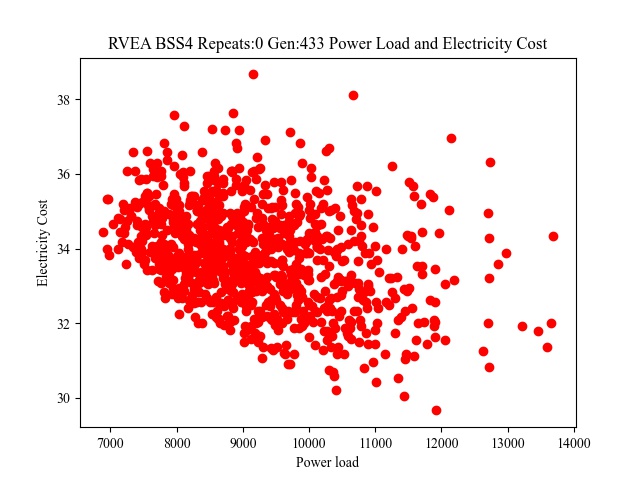 RVEA BSS4 Repeats:0 Gen:433 Power Load and Electricity Cost
38
36
34
32
30
Electricity Cost
7000 8000 9000 10000 11000 12000 13000 14000
Power load